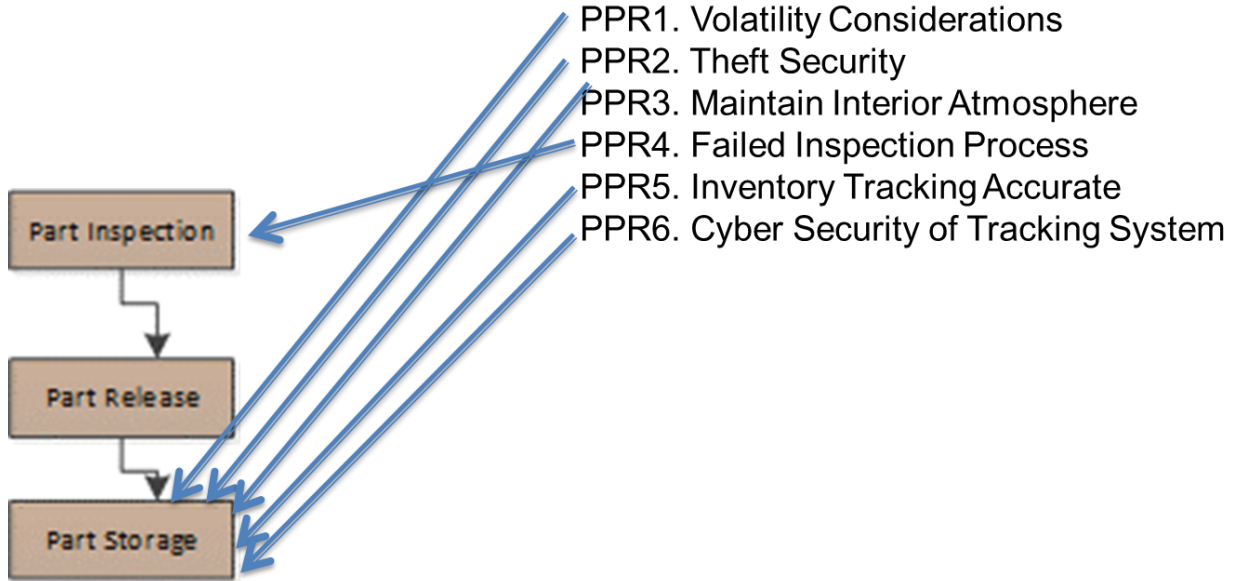 PPR1. Volatility Considerations
PPR2. Theft Security
PPR3. Maintain Interior Atmosphere
PPR4. Failed Inspection Process
PPR5. Inventory Tracking Accurate
PPR6. Cyber Security of Tracking System
Part Inspection
Part Release
Part Storage